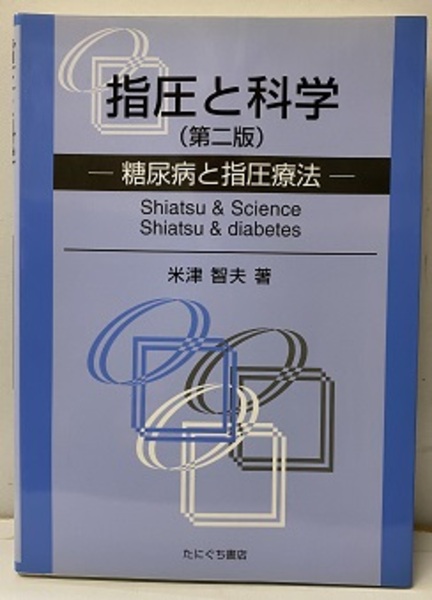 指圧と科学
(第二版)
― 糖尿病と指圧療法 ―
Shiatsu & Science
Shiatsu & diabetes
米津 智夫 著
たにぐち書店